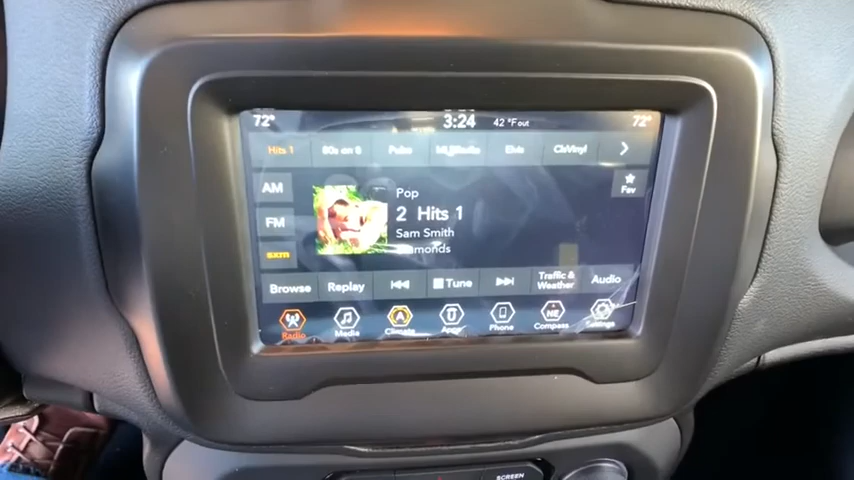 72° 3:24 42 °F out 72°
Hits 1 80s on 8 Pulse Elvis ClsVinyl
AM
FM
sxm
Pop
2 Hits 1
Sam Smith
Diamonds
Fav
Browse Replay Tune Traffic & Weather Audio
Radio Media Climate Apps Phone NE Compass Settings
SCREEN